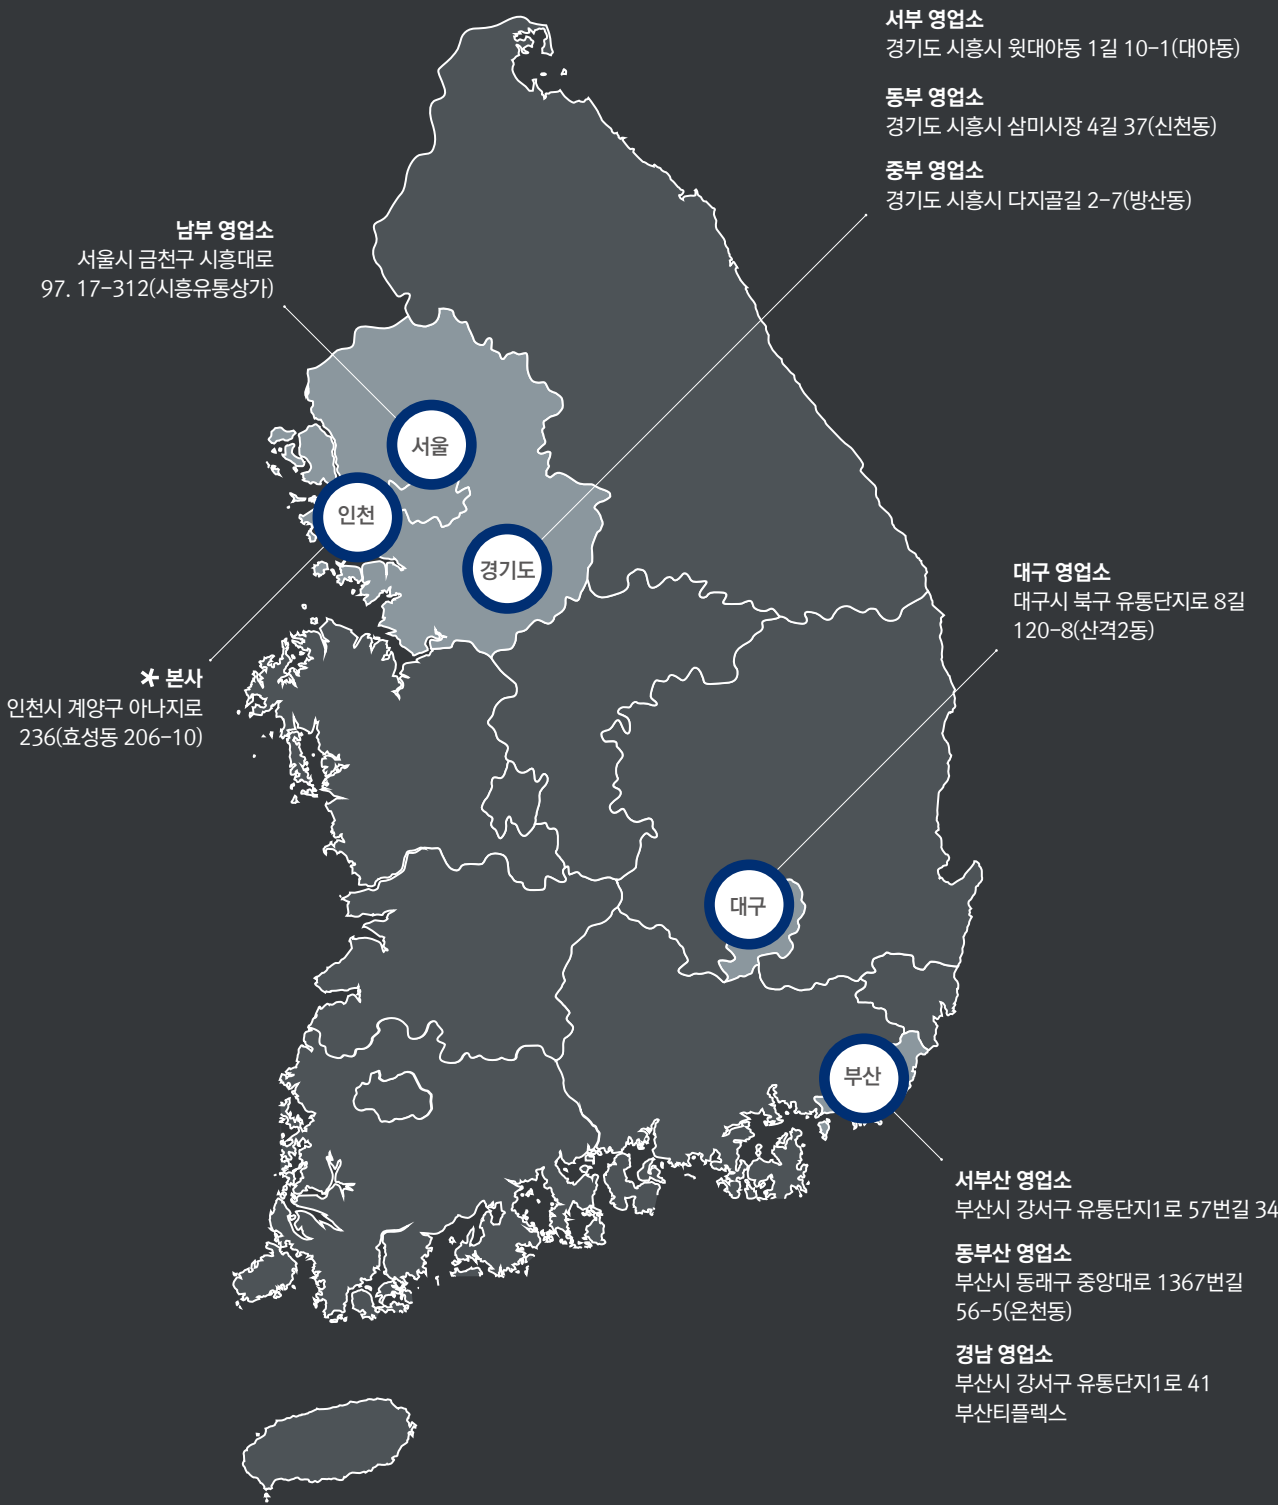 서부 영업소
경기도 시흥시 윗대야동 1길 10-1(대야동)
동부 영업소
경기도 시흥시 삼미시장 4길 37(신천동)
중부 영업소
경기도 시흥시 다지골길 2-7(방산동)
남부 영업소
서울시 금천구 시흥대로
97. 17-312(시흥유통상가)
서울
인천
경기도
대구 영업소
대구시 북구 유통단지로 8길
120-8(산격2동)
* 본사
인천시 계양구 아나지로
236(효성동 206-10)
대구
부산
서부산 영업소
부산시 강서구 유통단지1로 57번길 34
동부산 영업소
부산시 동래구 중앙대로 1367번길
56-5(온천동)
경남 영업소
부산시 강서구 유통단지1로 41
부산티플렉스